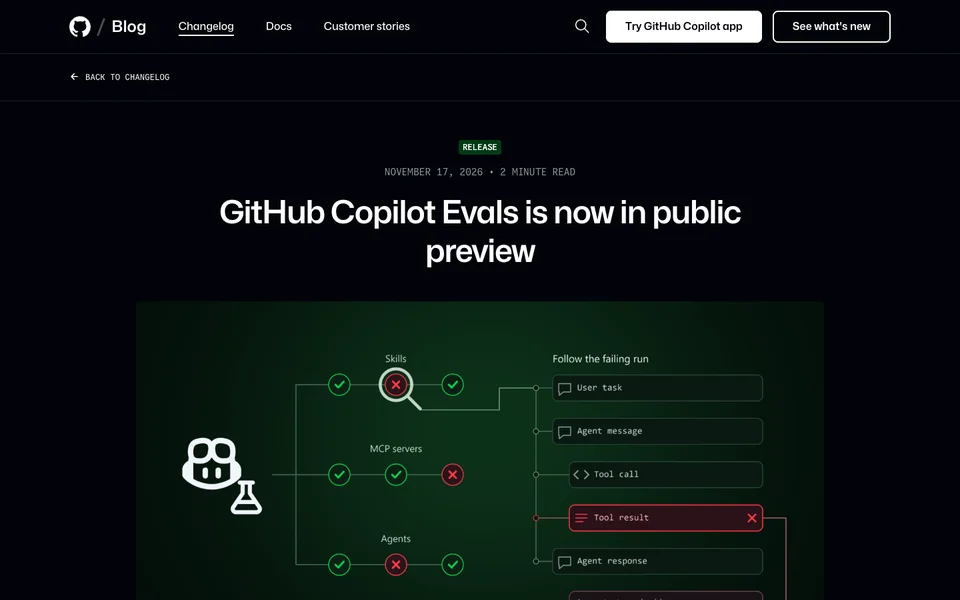 Blog
Changelog
Docs
Customer stories
Try GitHub Copilot app
See what's new
BACK TO CHANGELOG
RELEASE
NOVEMBER 17, 2026 • 2 MINUTE READ
GitHub Copilot Evals is now in public
preview
Skills
MCP servers
Agents
Follow the failing run
User task
Agent message
Tool call
Tool result
Agent response